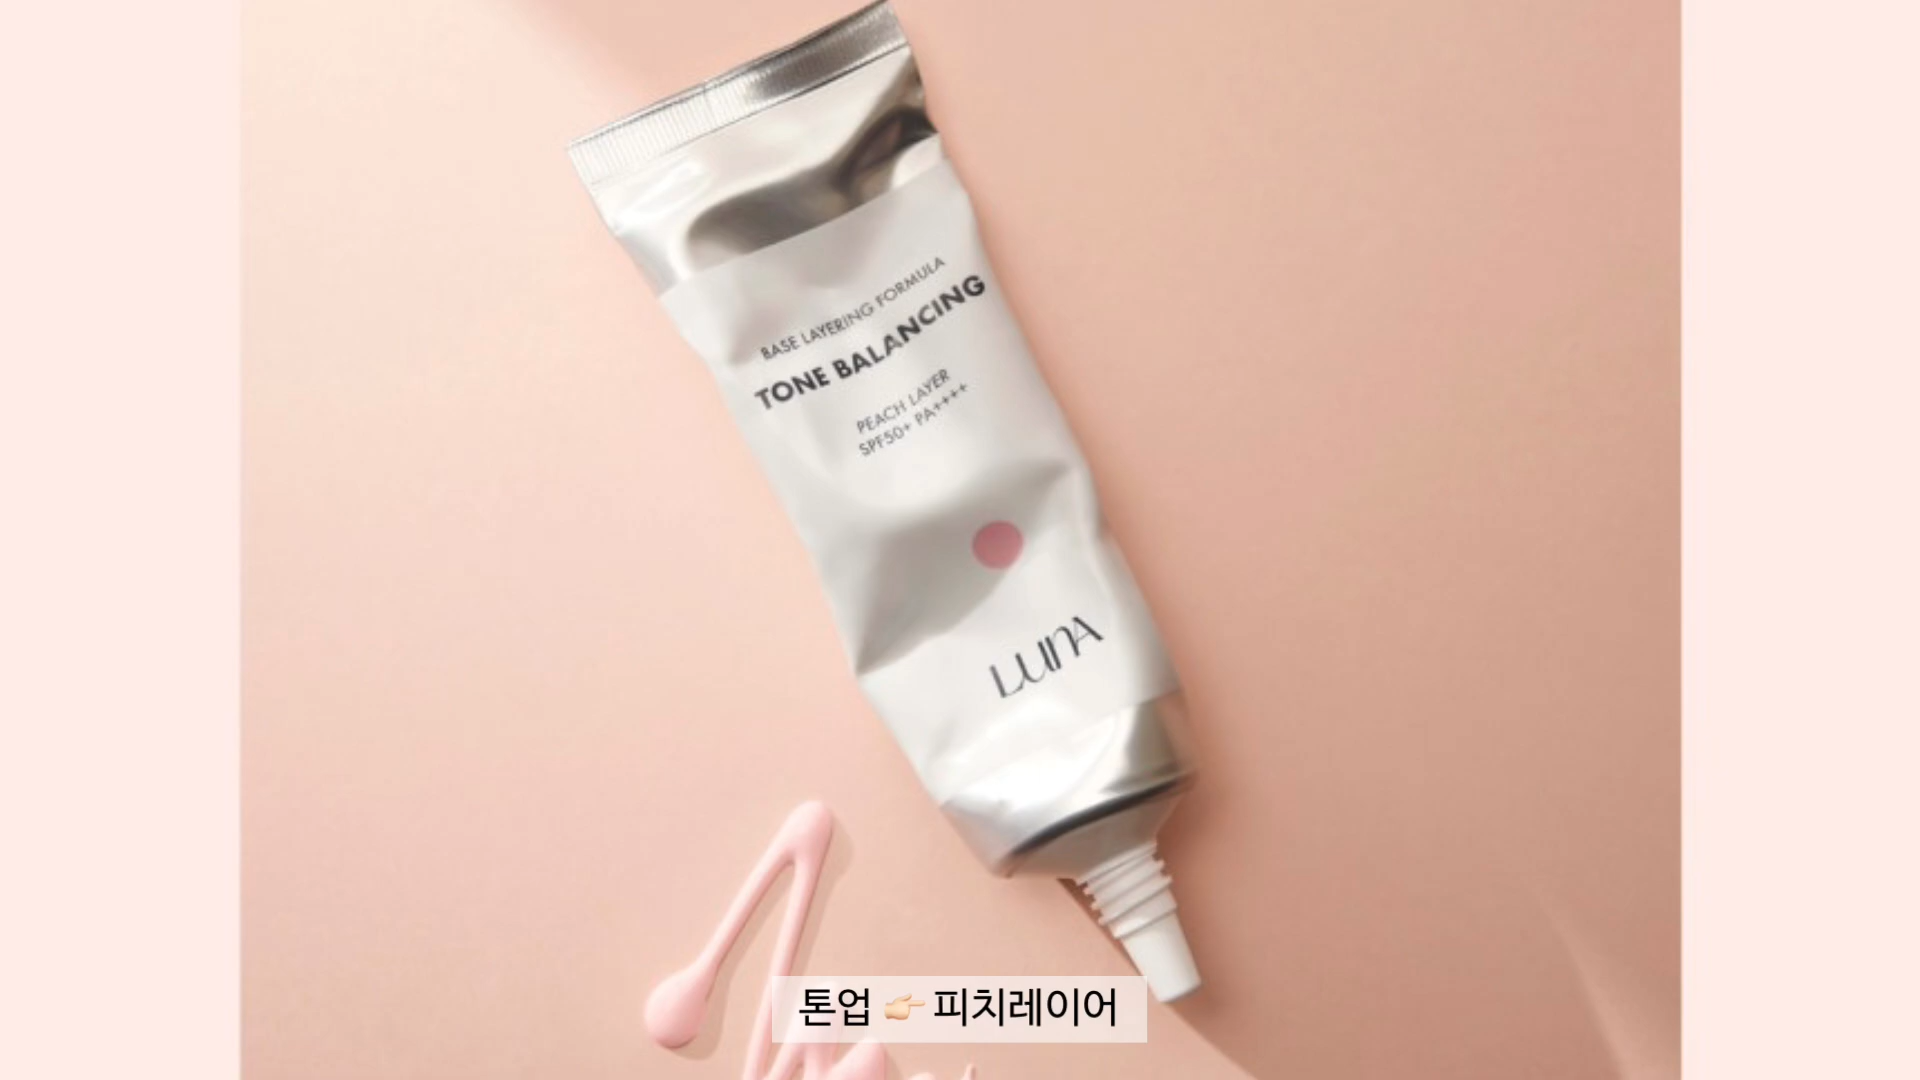 BASE LAYERING FORMULA
TONE BALANCING
PEACH LAYER
SPF50+ PA++++
LUNA
톤업 👉🏻 피치레이어